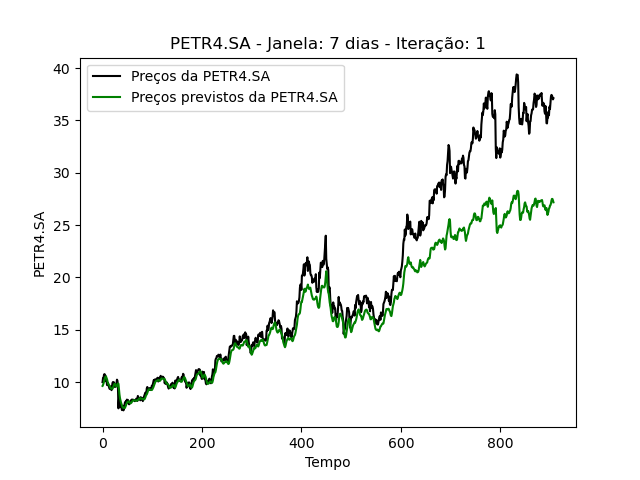 PETR4.SA - Janela: 7 dias - Iteração: 1
Preços da PETR4.SA
Preços previstos da PETR4.SA
40
35
30
25
20
15
10
PETR4.SA
0 200 400 600 800
Tempo